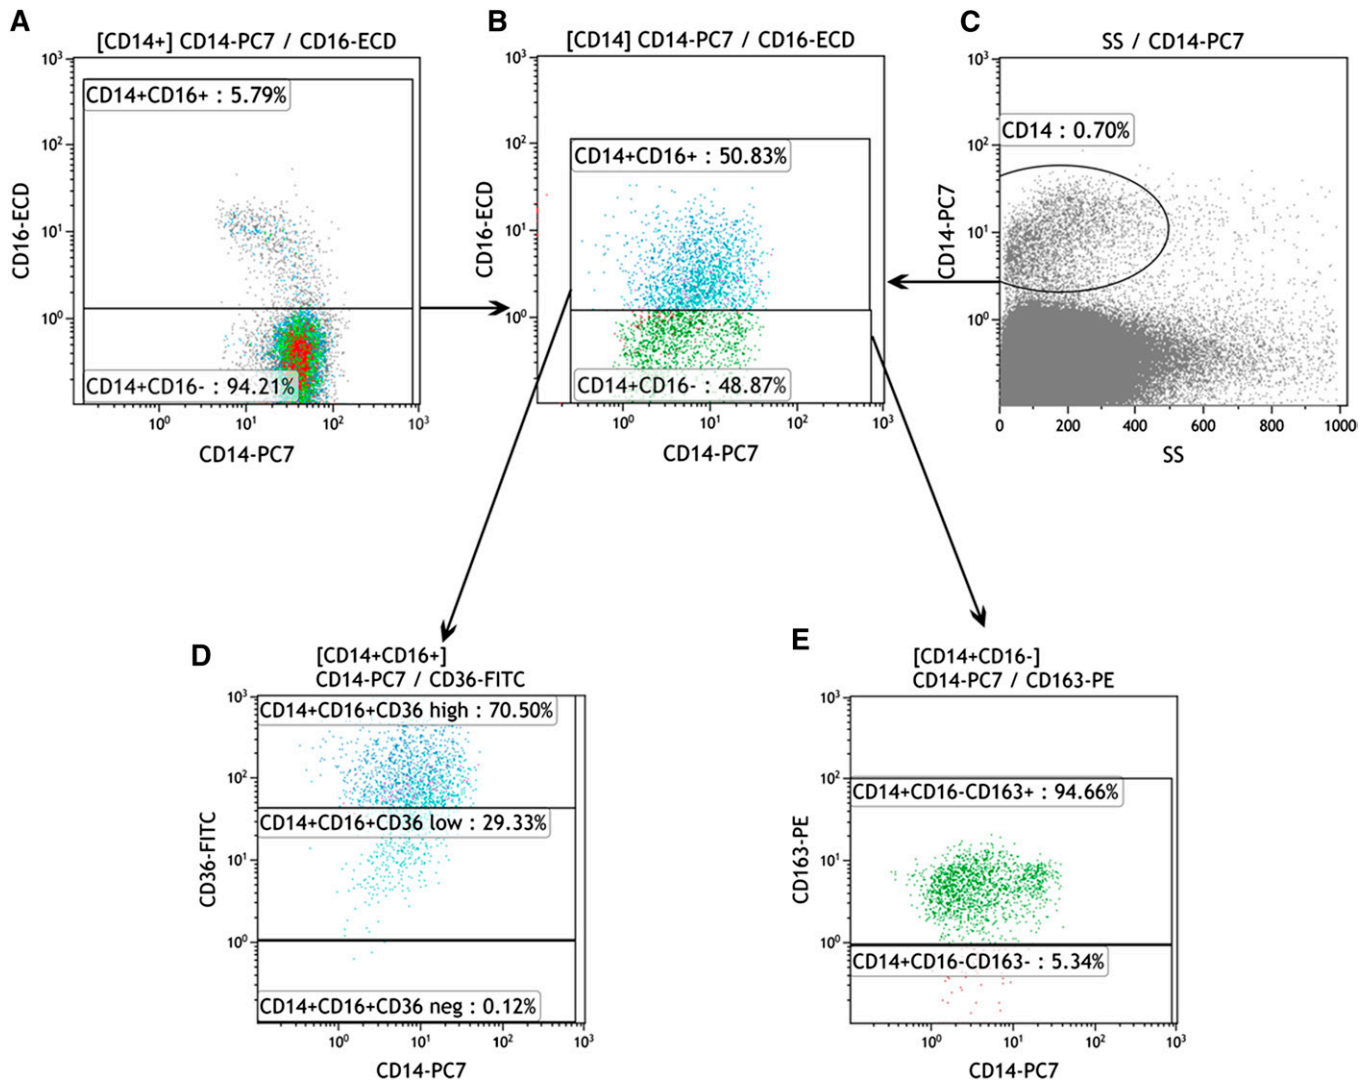 A
[CD14+] CD14-PC7 / CD16-ECD
10³
CD14+CD16+ : 5.79%
10²
10¹
10⁰
CD14+CD16- : 94.21%
CD16-ECD
10⁰ 10¹ 10² 10³
CD14-PC7
B
[CD14] CD14-PC7 / CD16-ECD
10³
10²
CD14+CD16+ : 50.83%
10¹
10⁰
CD14+CD16- : 48.87%
CD16-ECD
10⁰ 10¹ 10² 10³
CD14-PC7
C
SS / CD14-PC7
10³
CD14 : 0.70%
10²
10¹
10⁰
CD14-PC7
0 200 400 600 800 1000
SS
D
[CD14+CD16+]
CD14-PC7 / CD36-FITC
10³
CD14+CD16+CD36 high : 70.50%
10²
CD14+CD16+CD36 low : 29.33%
10¹
10⁰
CD14+CD16+CD36 neg : 0.12%
CD36-FITC
10⁰ 10¹ 10² 10³
CD14-PC7
E
[CD14+CD16-]
CD14-PC7 / CD163-PE
10³
10²
CD14+CD16-CD163+ : 94.66%
10¹
10⁰
CD14+CD16-CD163- : 5.34%
CD163-PE
10⁰ 10¹ 10² 10³
CD14-PC7